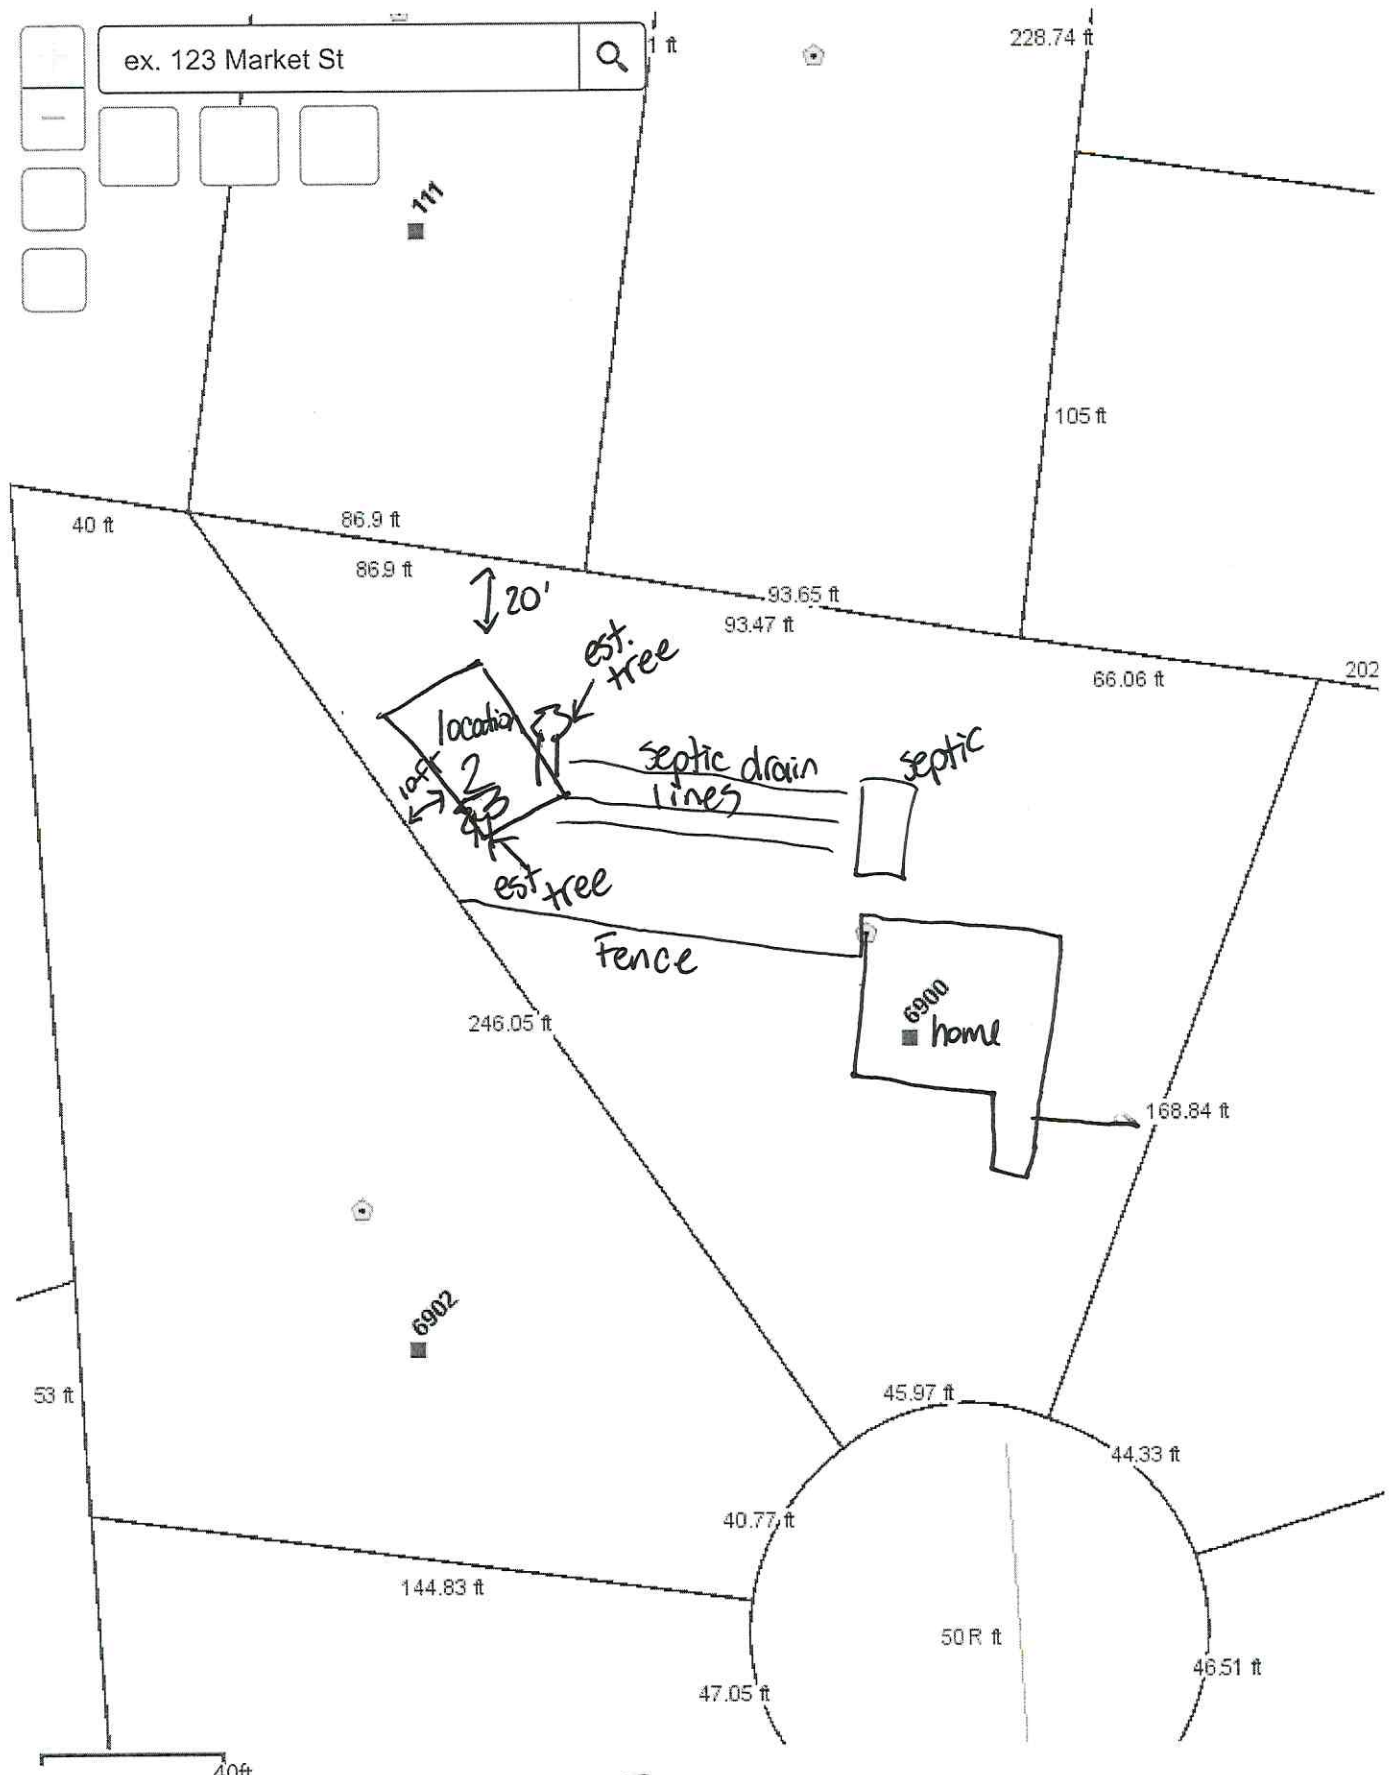 ex. 123 Market St
1 ft
228.74 ft
111
105 ft
40 ft
86.9 ft
86.9 ft
20'
93.65 ft
93.47 ft
66.06 ft
202
est.
tree
location
2
septic drain
lines
septic
est
tree
Fence
6900
home
246.05 ft
168.84 ft
6902
53 ft
45.97 ft
44.33 ft
40.77 ft
144.83 ft
50 R ft
46.51 ft
47.05 ft
40ft